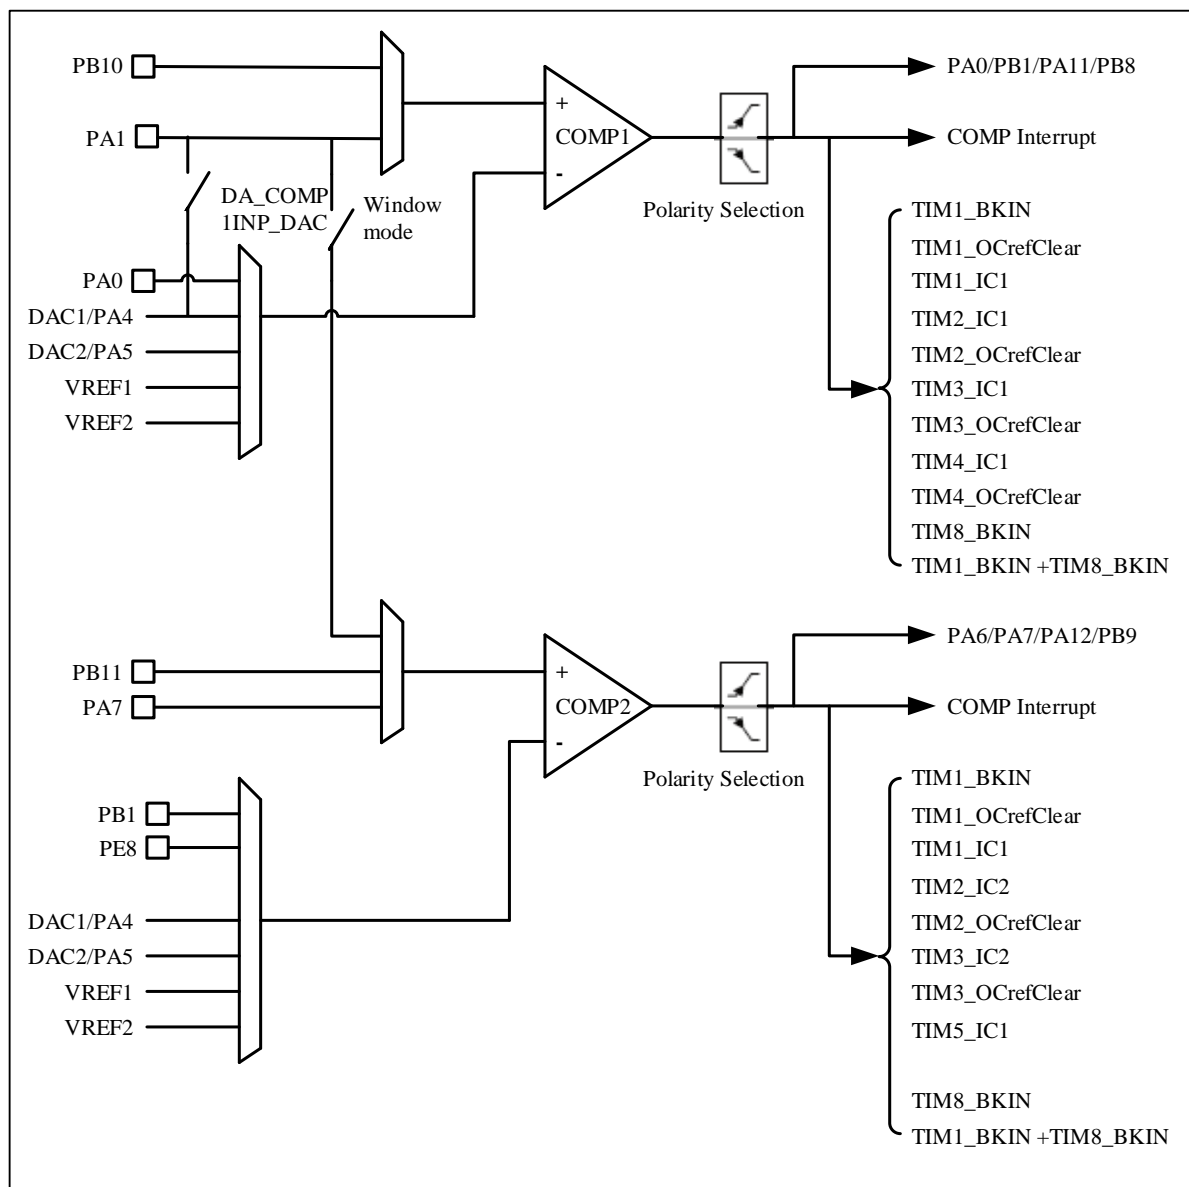 PB10
PA1
DA_COMP
1INP_DAC
Window
mode
PA0
DAC1/PA4
DAC2/PA5
VREF1
VREF2
+
COMP1
-
Polarity Selection
PA0/PB1/PA11/PB8
COMP Interrupt
TIM1_BKIN
TIM1_OCrefClear
TIM1_IC1
TIM2_IC1
TIM2_OCrefClear
TIM3_IC1
TIM3_OCrefClear
TIM4_IC1
TIM4_OCrefClear
TIM8_BKIN
TIM1_BKIN +TIM8_BKIN
PB11
PA7
PB1
PE8
DAC1/PA4
DAC2/PA5
VREF1
VREF2
+
COMP2
-
Polarity Selection
PA6/PA7/PA12/PB9
COMP Interrupt
TIM1_BKIN
TIM1_OCrefClear
TIM1_IC1
TIM2_IC2
TIM2_OCrefClear
TIM3_IC2
TIM3_OCrefClear
TIM5_IC1
TIM8_BKIN
TIM1_BKIN +TIM8_BKIN